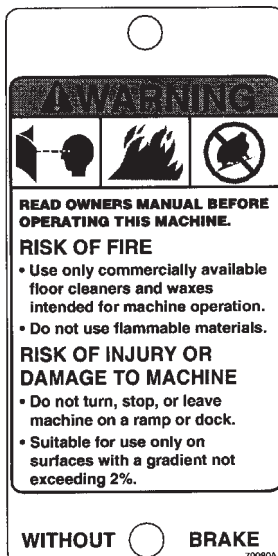 WARNING
READ OWNERS MANUAL BEFORE
OPERATING THIS MACHINE.
RISK OF FIRE
• Use only commercially available
floor cleaners and waxes
intended for machine operation.
• Do not use flammable materials.
RISK OF INJURY OR
DAMAGE TO MACHINE
• Do not turn, stop, or leave
machine on a ramp or dock.
• Suitable for use only on
surfaces with a gradient not
exceeding 2%.
WITHOUT BRAKE